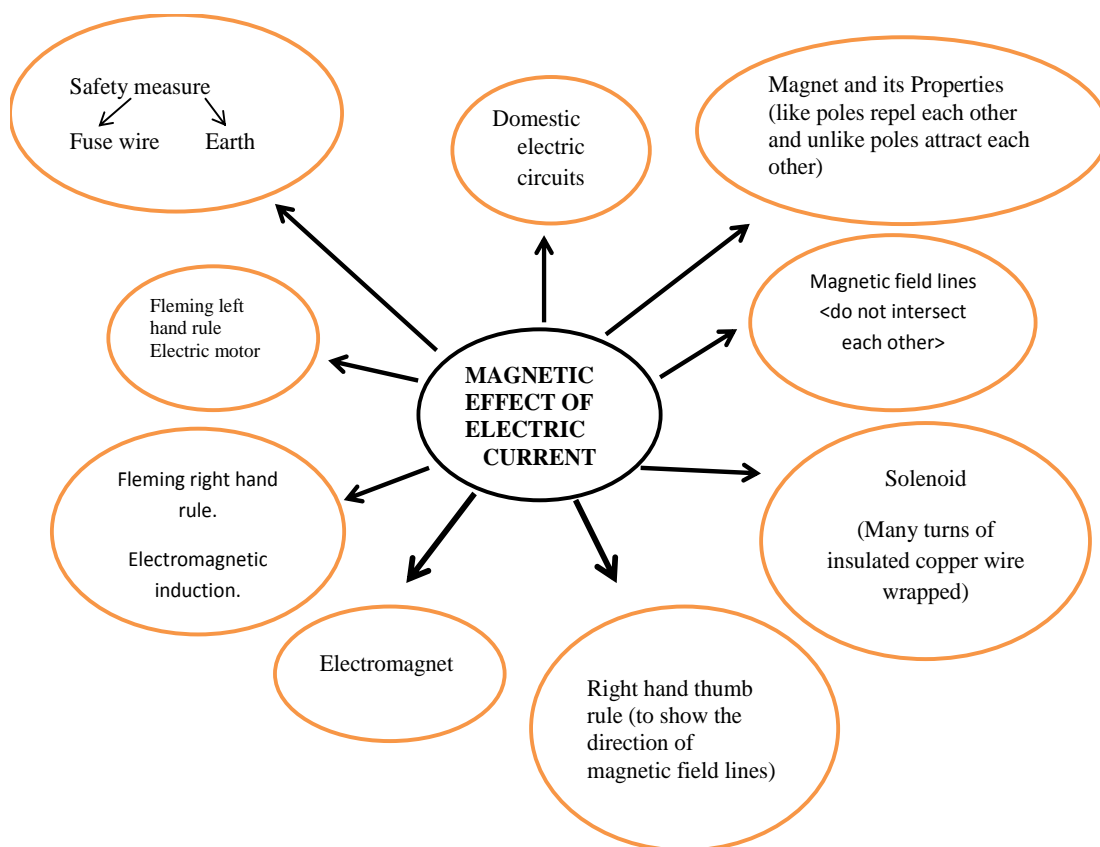 Safety measure
Fuse wire Earth
Domestic
electric
circuits
Magnet and its Properties
(like poles repel each other
and unlike poles attract each
other)
Fleming left
hand rule
Electric motor
Magnetic field lines
<do not intersect
each other>
MAGNETIC
EFFECT OF
ELECTRIC
CURRENT
Fleming right hand
rule.
Electromagnetic
induction.
Solenoid
(Many turns of
insulated copper wire
wrapped)
Electromagnet
Right hand thumb
rule (to show the
direction of
magnetic field lines)